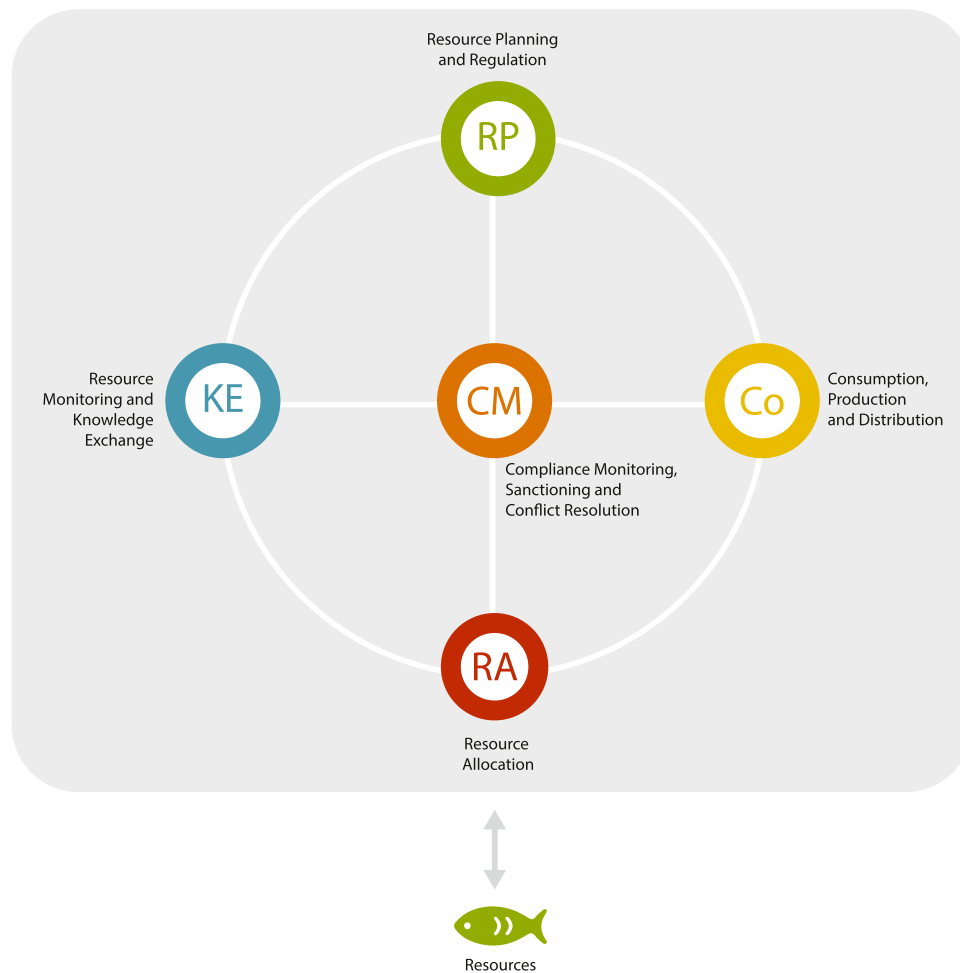 Resource Planning
and Regulation
RP
Resource
Monitoring and
Knowledge
Exchange
KE
CM
Compliance Monitoring,
Sanctioning and
Conflict Resolution
Co
Consumption,
Production
and Distribution
RA
Resource
Allocation
Resources